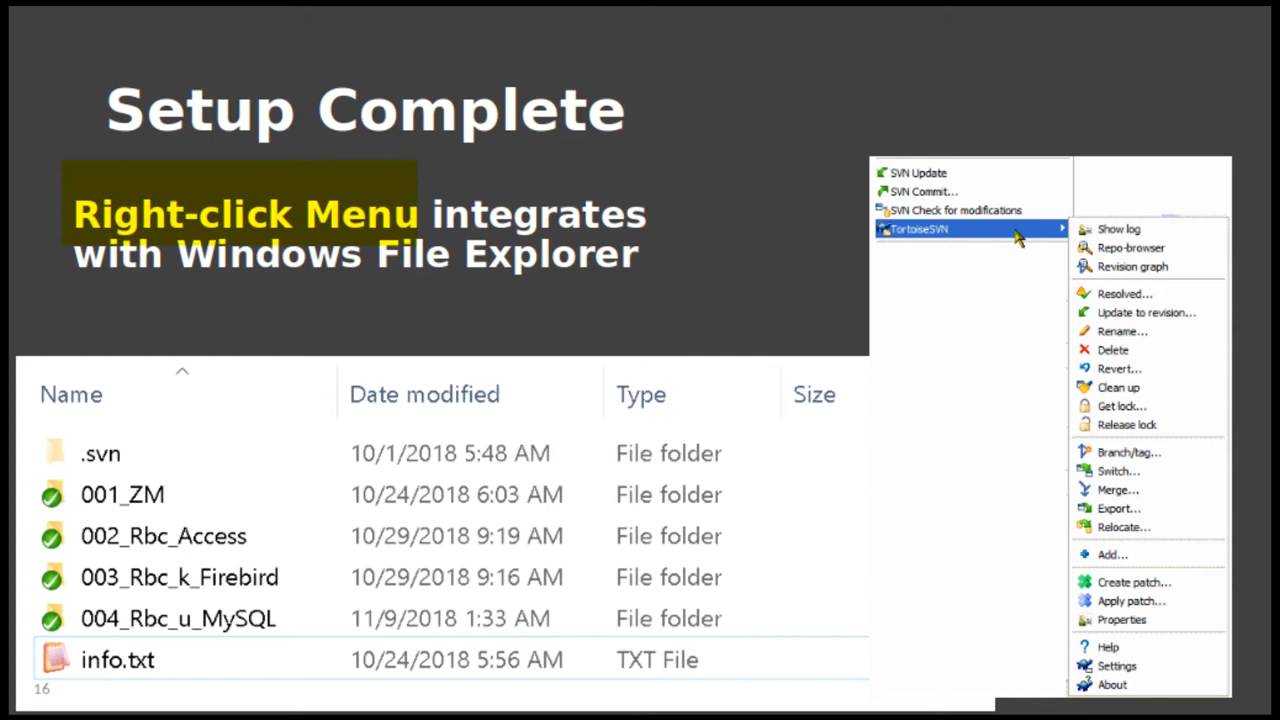 Setup Complete
Right-click Menu integrates
with Windows File Explorer
Name Date modified Type Size
.svn 10/1/2018 5:48 AM File folder
001_ZM 10/24/2018 6:03 AM File folder
002_Rbc_Access 10/29/2018 9:19 AM File folder
003_Rbc_k_Firebird 10/29/2018 9:16 AM File folder
004_Rbc_u_MySQL 11/9/2018 1:33 AM File folder
info.txt 10/24/2018 5:56 AM TXT File
16
SVN Update
SVN Commit...
SVN Check for modifications
TortoiseSVN
Show log
Repo-browser
Revision graph
Resolved...
Update to revision...
Rename...
Delete
Revert...
Clean up
Get lock...
Release lock
Branch/tag...
Switch...
Merge...
Export...
Relocate...
Add...
Create patch...
Apply patch...
Properties
Help
Settings
About